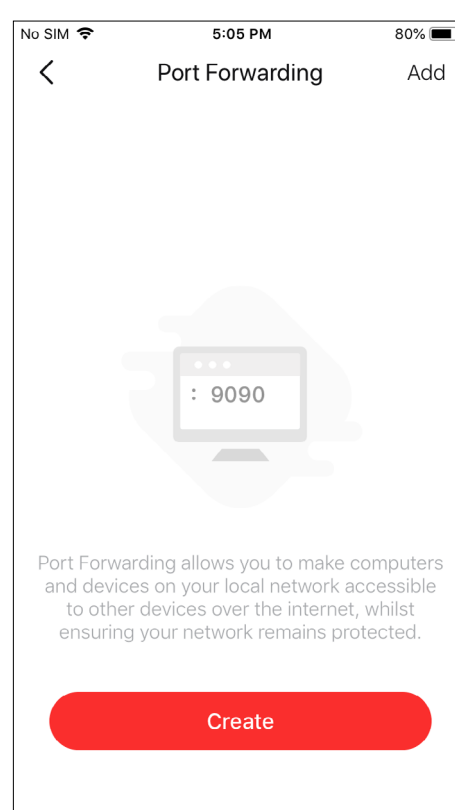 No SIM 5:05 PM 80%
Port Forwarding Add
: 9090
Port Forwarding allows you to make computers
and devices on your local network accessible
to other devices over the internet, whilst
ensuring your network remains protected.
Create